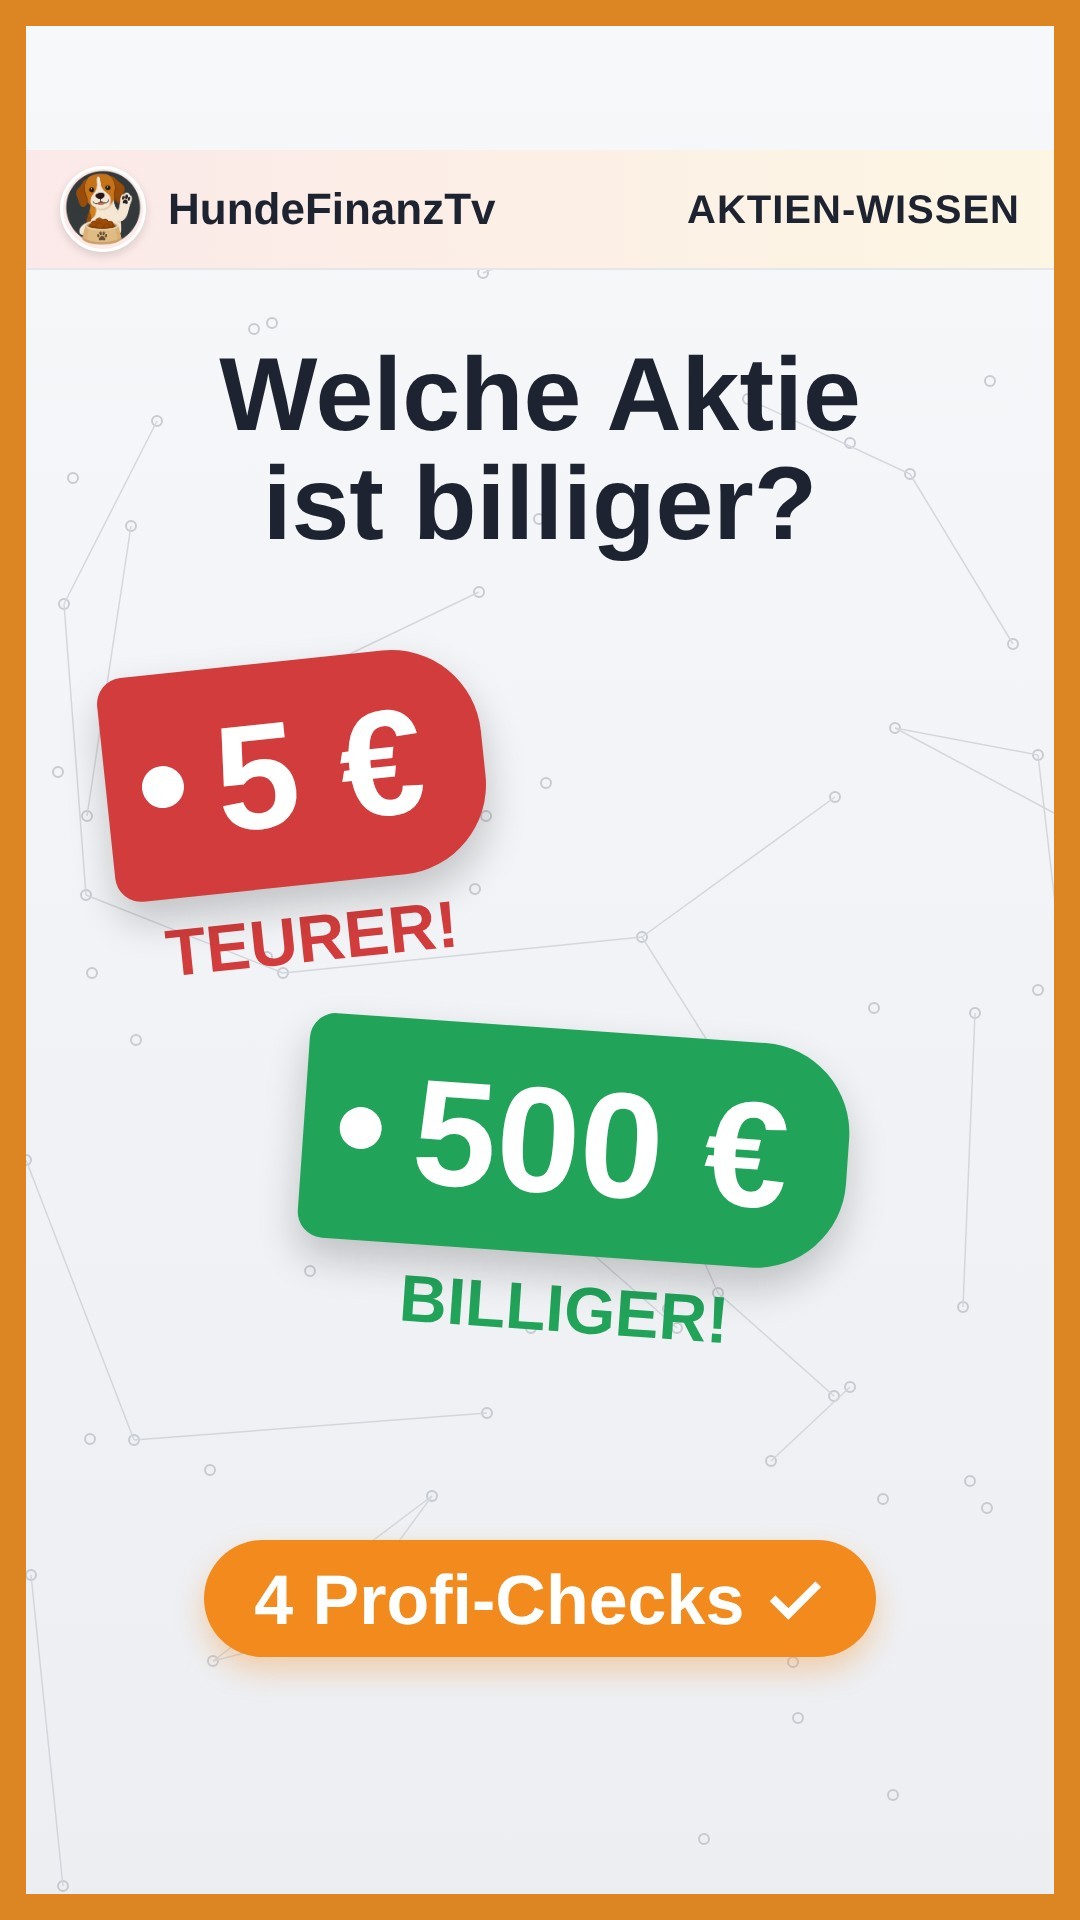 HundeFinanzTv
AKTIEN-WISSEN
Welche Aktie
ist billiger?
5 €
TEURER!
500 €
BILLIGER!
4 Profi-Checks ✓